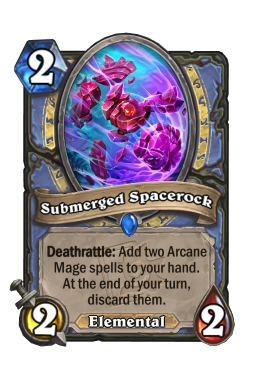 2
Submerged Spacerock
Deathrattle: Add two Arcane
Mage spells to your hand.
At the end of your turn,
discard them.
2
Elemental
2